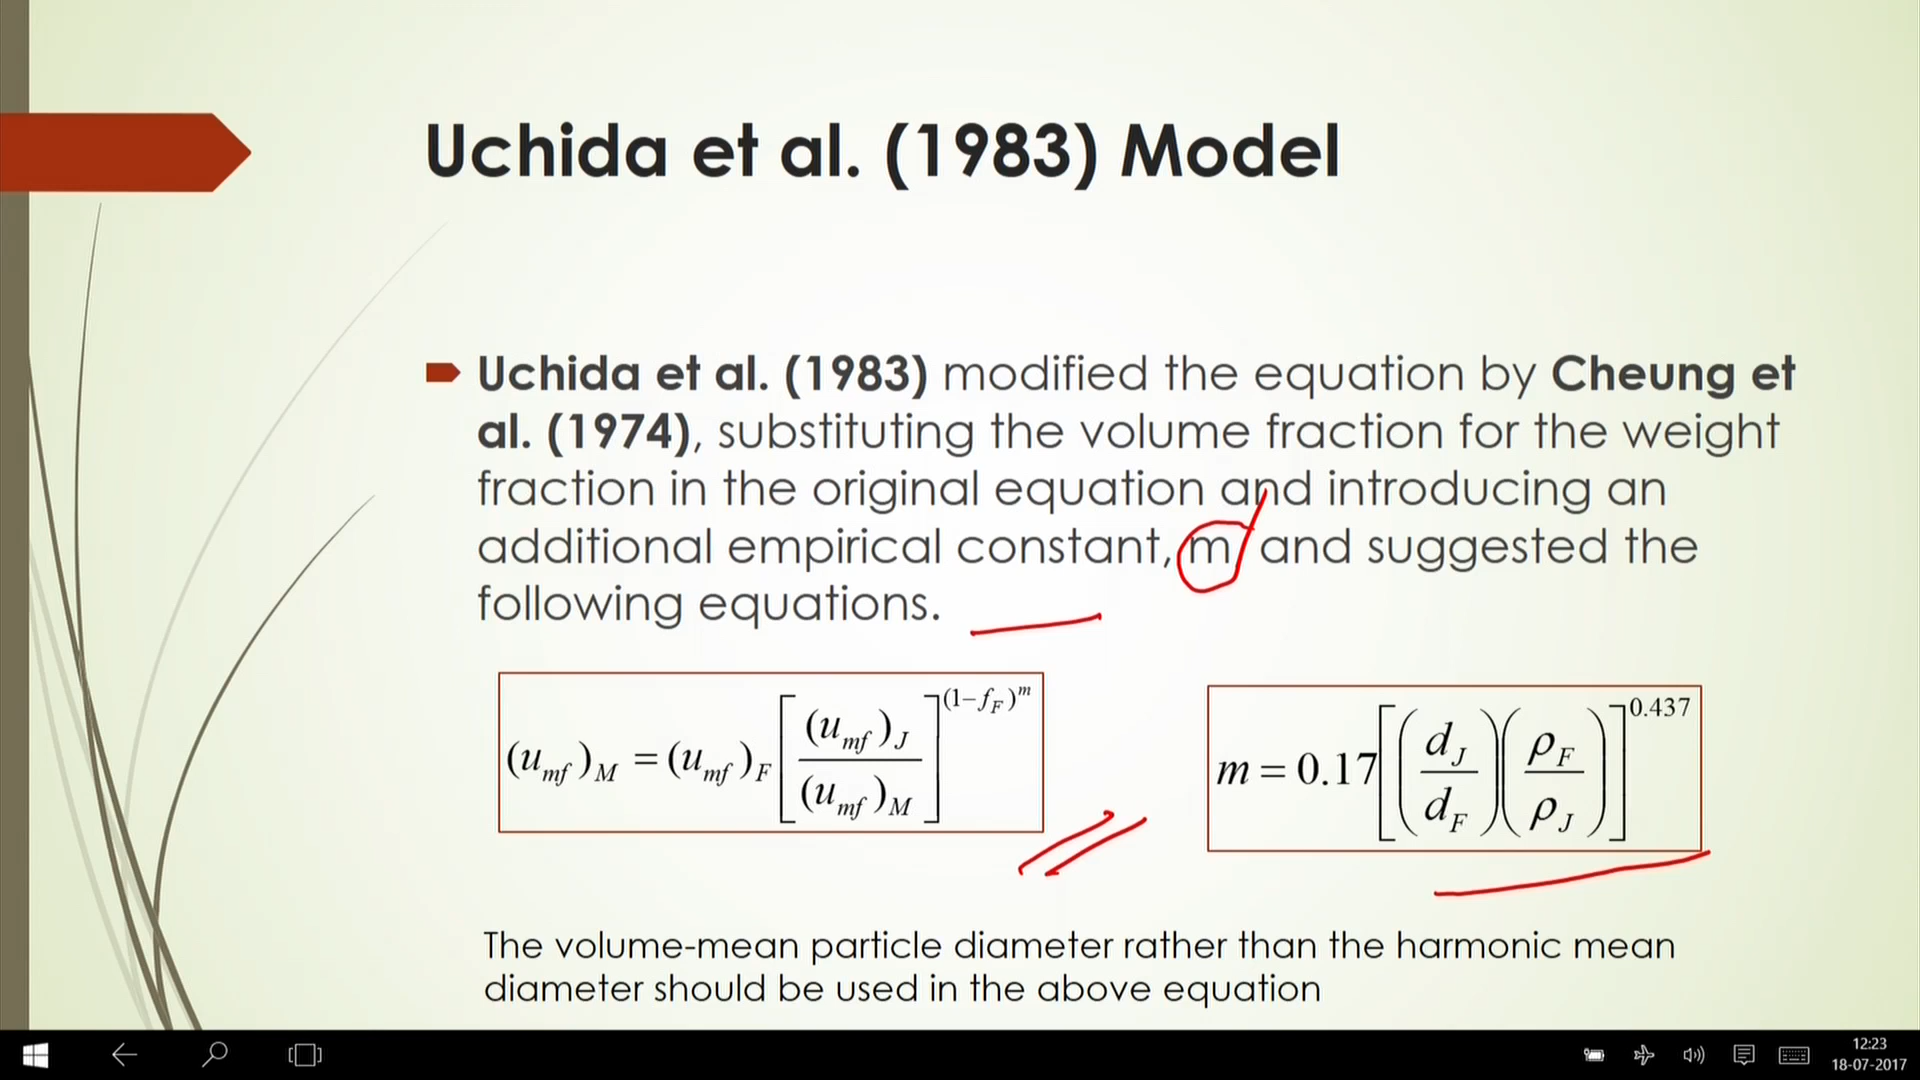 Uchida et al. (1983) Model
Uchida et al. (1983) modified the equation by Cheung et
al. (1974), substituting the volume fraction for the weight
fraction in the original equation and introducing an
additional empirical constant, m, and suggested the
following equations.
(u_mf)_M = (u_mf)_F [(u_mf)_J / (u_mf)_M]^(1−f_F)^m
m = 0.17[(d_J / d_F)(ρ_F / ρ_J)]^0.437
The volume-mean particle diameter rather than the harmonic mean
diameter should be used in the above equation
12:23
18-07-2017